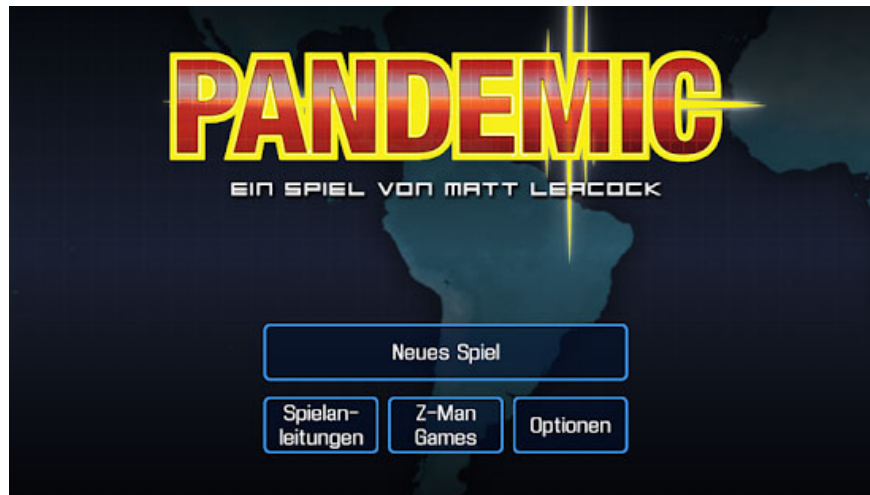 PANDEMIC
EIN SPIEL VON MATT LEACOCK
Neues Spiel
Spielan-
leitungen
Z-Man
Games
Optionen